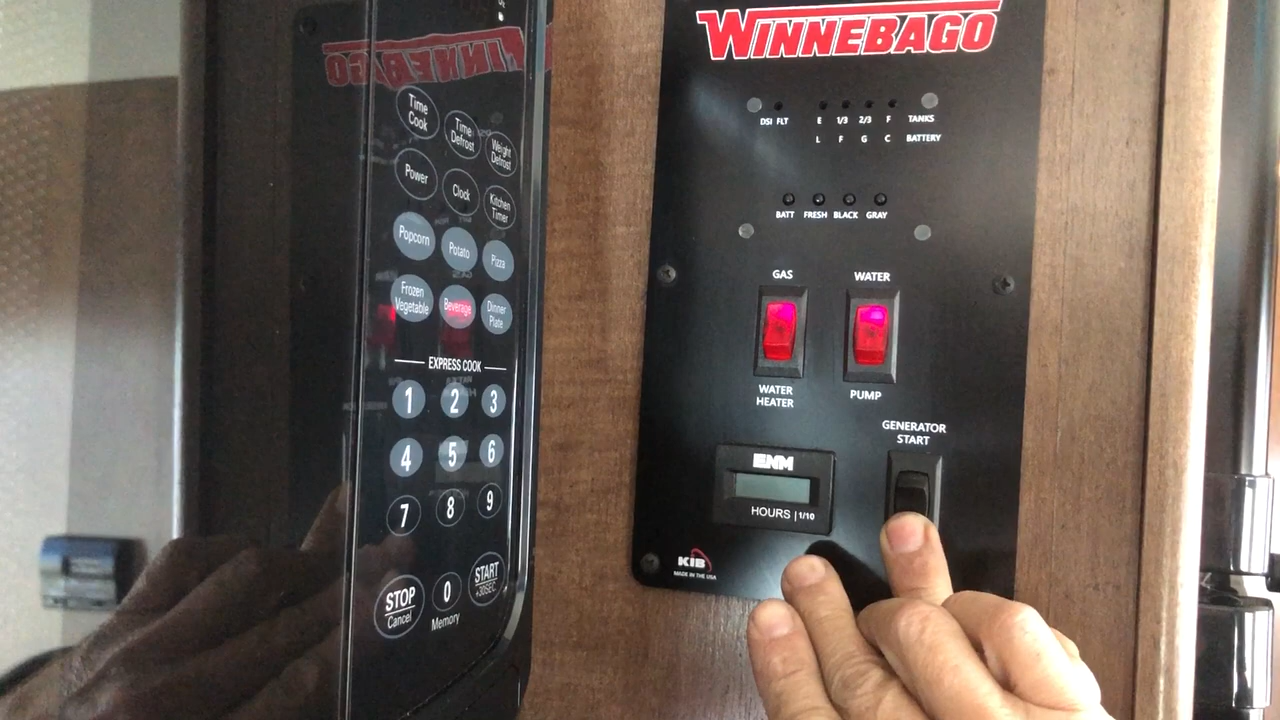 WINNEBAGO
DSI FLT E 1/3 2/3 F TANKS
L F G C BATTERY
BATT FRESH BLACK GRAY
GAS WATER
WATER
HEATER
PUMP
GENERATOR
START
ENM
HOURS 1/10
KIB
MADE IN THE USA
Time
Cook
Time
Defrost
Weight
Defrost
Power
Clock
Kitchen
Timer
Popcorn
Potato
Pizza
Frozen
Vegetable
Beverage
Dinner
Plate
EXPRESS COOK
1 2 3
4 5 6
7 8 9
STOP
Cancel
0
Memory
START
+30SEC